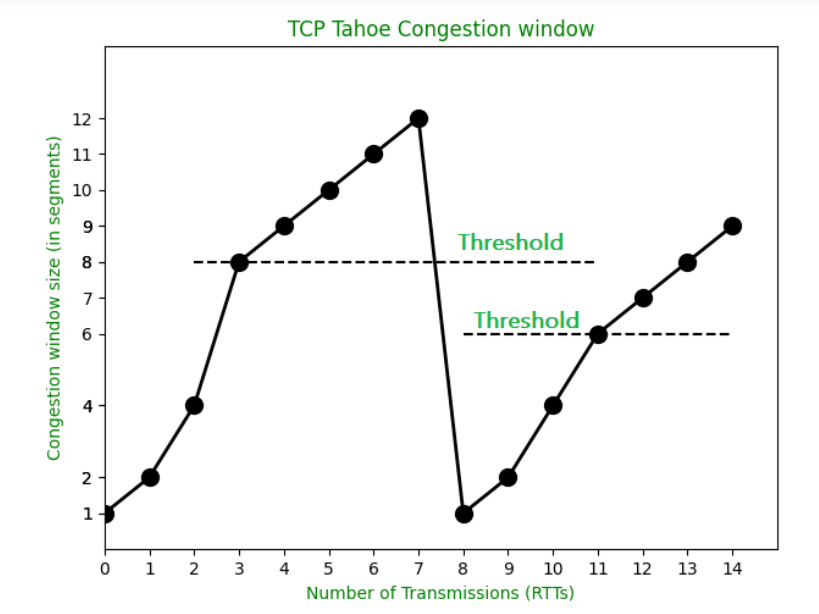 TCP Tahoe Congestion window
Congestion window size (in segments)
12
11
10
9
8
7
6
4
2
1
Threshold
Threshold
0 1 2 3 4 5 6 7 8 9 10 11 12 13 14
Number of Transmissions (RTTs)